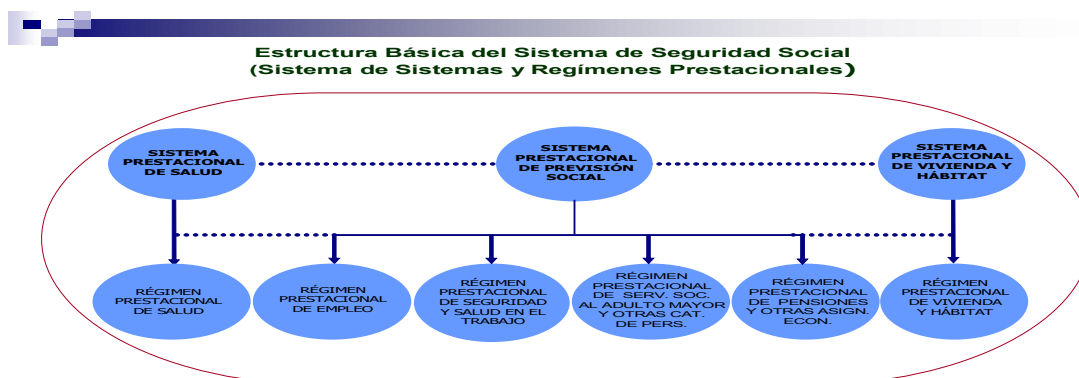 Estructura Básica del Sistema de Seguridad Social
(Sistema de Sistemas y Regímenes Prestacionales)
SISTEMA
PRESTACIONAL
DE SALUD
SISTEMA
PRESTACIONAL
DE PREVISIÓN
SOCIAL
SISTEMA
PRESTACIONAL
DE VIVIENDA Y
HÁBITAT
RÉGIMEN
PRESTACIONAL
DE SALUD
RÉGIMEN
PRESTACIONAL
DE EMPLEO
RÉGIMEN
PRESTACIONAL
DE SEGURIDAD
Y SALUD EN EL
TRABAJO
RÉGIMEN
PRESTACIONAL
DE SERV. SOC.
AL ADULTO MAYOR
Y OTRAS CAT.
DE PERS.
RÉGIMEN
PRESTACIONAL
DE PENSIONES
Y OTRAS ASIGN.
ECON.
RÉGIMEN
PRESTACIONAL
DE VIVIENDA
Y HÁBITAT